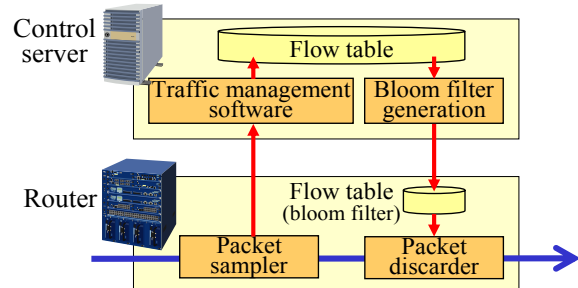 Control
server
Flow table
Traffic management
software
Bloom filter
generation
Router
Flow table
(bloom filter)
Packet
sampler
Packet
discarder